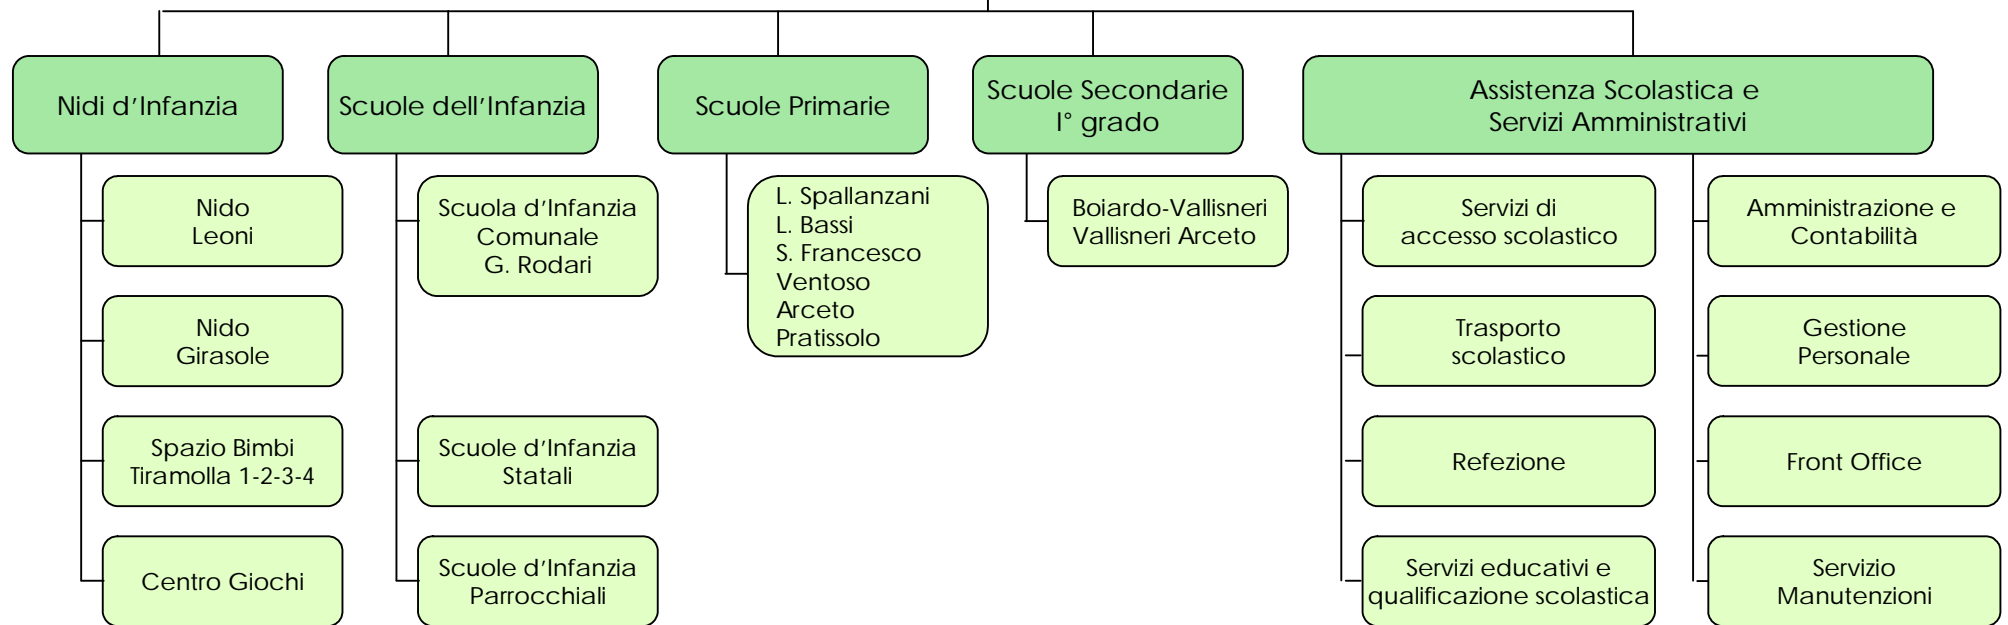 Nidi d’Infanzia
Scuole dell’Infanzia
Scuole Primarie
Scuole Secondarie
I° grado
Assistenza Scolastica e
Servizi Amministrativi
Nido
Leoni
Nido
Girasole
Spazio Bimbi
Tiramolla 1-2-3-4
Centro Giochi
Scuola d’Infanzia
Comunale
G. Rodari
Scuole d’Infanzia
Statali
Scuole d’Infanzia
Parrocchiali
L. Spallanzani
L. Bassi
S. Francesco
Ventoso
Arceto
Pratissolo
Boiardo-Vallisneri
Vallisneri Arceto
Servizi di
accesso scolastico
Trasporto
scolastico
Refezione
Servizi educativi e
qualificazione scolastica
Amministrazione e
Contabilità
Gestione
Personale
Front Office
Servizio
Manutenzioni